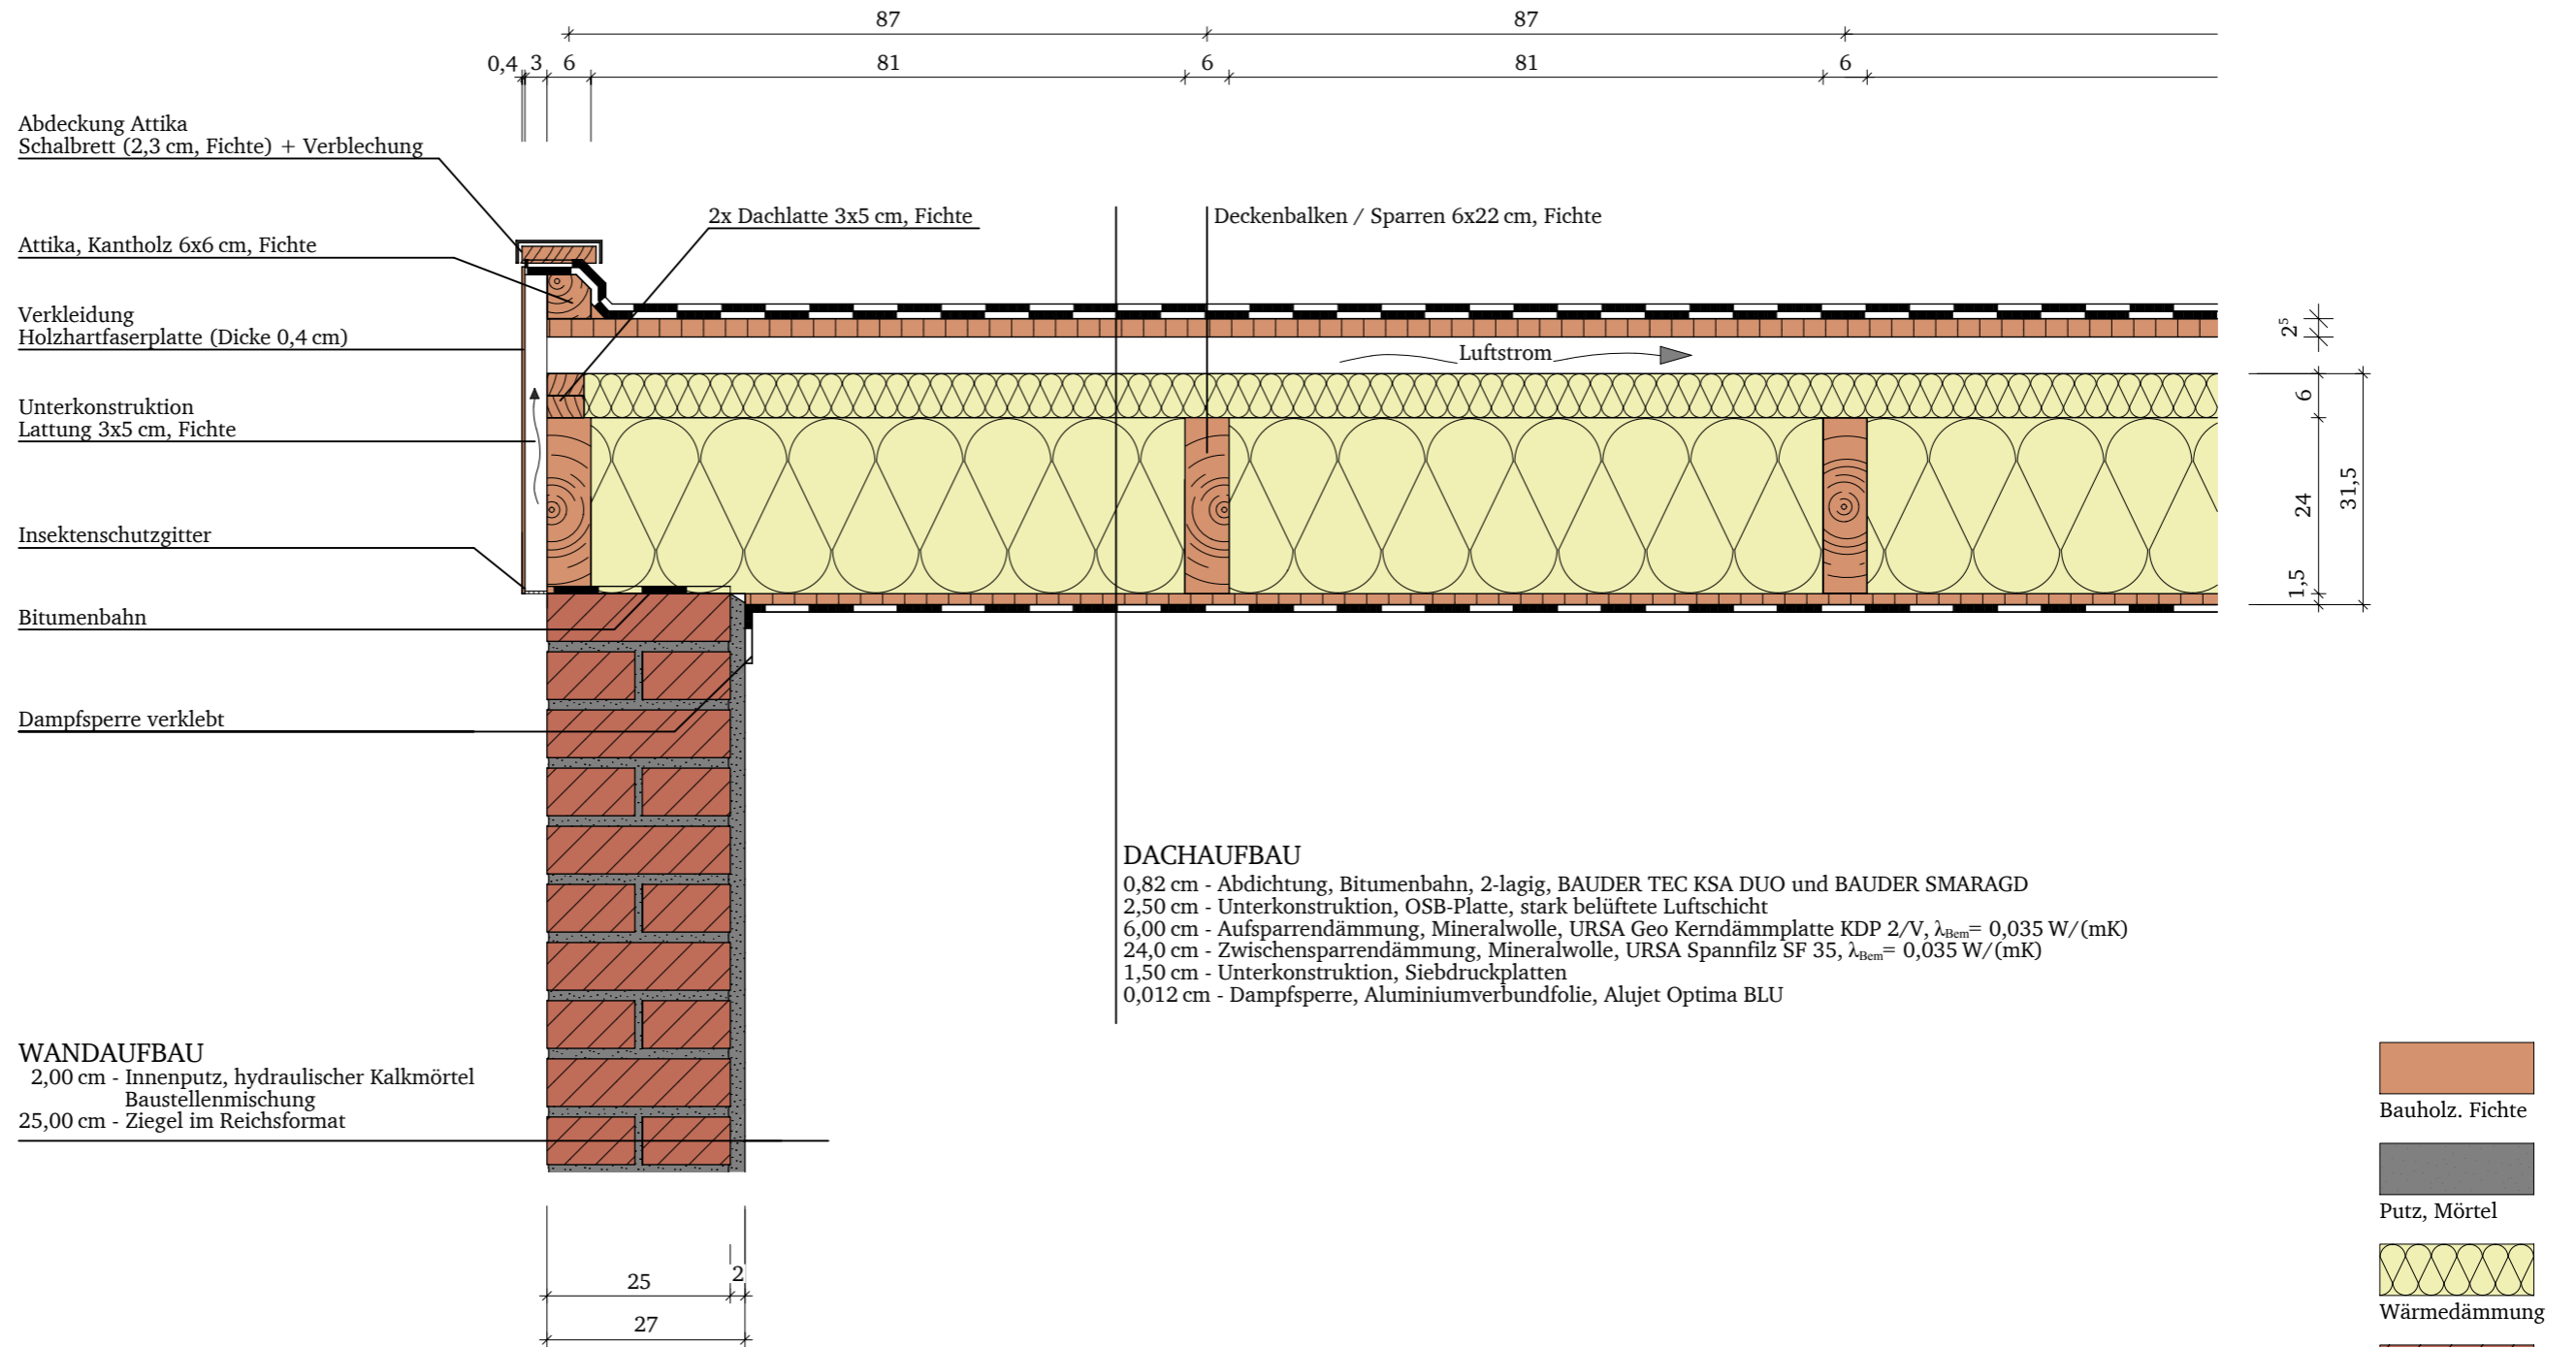 87
87
0,4
3
6
81
6
81
6
Abdeckung Attika
Schalbrett (2,3 cm, Fichte) + Verblechung
2x Dachlatte 3x5 cm, Fichte
Deckenbalken / Sparren 6x22 cm, Fichte
Attika, Kantholz 6x6 cm, Fichte
Verkleidung
Holzhartfaserplatte (Dicke 0,4 cm)
Luftstrom
2⁵
Unterkonstruktion
Lattung 3x5 cm, Fichte
6
24
31,5
1,5
Insektenschutzgitter
Bitumenbahn
Dampfsperre verklebt
DACHAUFBAU
0,82 cm - Abdichtung, Bitumenbahn, 2-lagig, BAUDER TEC KSA DUO und BAUDER SMARAGD
2,50 cm - Unterkonstruktion, OSB-Platte, stark belüftete Luftschicht
6,00 cm - Aufsparrendämmung, Mineralwolle, URSA Geo Kerndämmplatte KDP 2/V, λBem= 0,035 W/(mK)
24,0 cm - Zwischensparrendämmung, Mineralwolle, URSA Spannfilz SF 35, λBem= 0,035 W/(mK)
1,50 cm - Unterkonstruktion, Siebdruckplatten
0,012 cm - Dampfsperre, Aluminiumverbundfolie, Alujet Optima BLU
WANDAUFBAU
2,00 cm - Innenputz, hydraulischer Kalkmörtel
Baustellenmischung
25,00 cm - Ziegel im Reichsformat
Bauholz. Fichte
Putz, Mörtel
Wärmedämmung
25
2
27